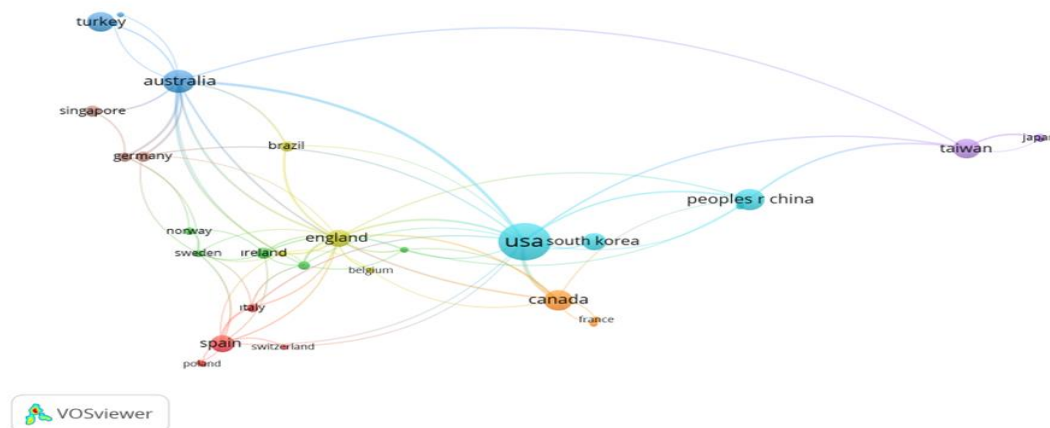 turkey
australia
singapore
germany
brazil
norway
sweden
ireland
england
belgium
italy
spain
switzerland
poland
usa
south korea
peoples r china
canada
france
taiwan
japa
VOSviewer